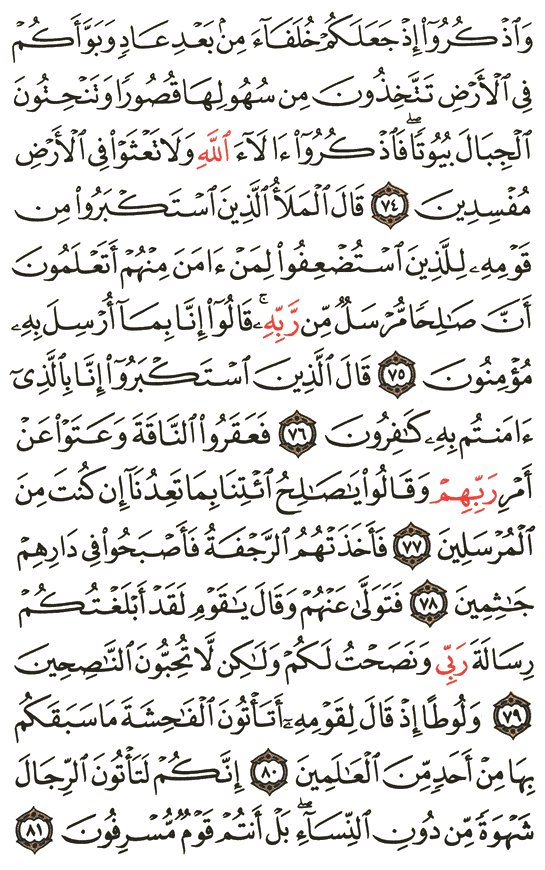 وَٱذۡكُرُوٓاْ إِذۡ جَعَلَكُمۡ خُلَفَآءَ مِنۢ بَعۡدِ عَادٖ وَبَوَّأَكُمۡ
فِي ٱلۡأَرۡضِ تَتَّخِذُونَ مِن سُهُولِهَا قُصُورٗا وَتَنۡحِتُونَ
ٱلۡجِبَالَ بُيُوتٗاۖ فَٱذۡكُرُوٓاْ ءَالَآءَ ٱللَّهِ وَلَا تَعۡثَوۡاْ فِي ٱلۡأَرۡضِ
مُفۡسِدِينَ ٧٤ قَالَ ٱلۡمَلَأُ ٱلَّذِينَ ٱسۡتَكۡبَرُواْ مِن
قَوۡمِهِۦ لِلَّذِينَ ٱسۡتُضۡعِفُواْ لِمَنۡ ءَامَنَ مِنۡهُمۡ أَتَعۡلَمُونَ
أَنَّ صَٰلِحٗا مُّرۡسَلٞ مِّن رَّبِّهِۦۚ قَالُوٓاْ إِنَّا بِمَآ أُرۡسِلَ بِهِۦ
مُؤۡمِنُونَ ٧٥ قَالَ ٱلَّذِينَ ٱسۡتَكۡبَرُوٓاْ إِنَّا بِٱلَّذِيٓ
ءَامَنتُم بِهِۦ كَٰفِرُونَ ٧٦ فَعَقَرُواْ ٱلنَّاقَةَ وَعَتَوۡاْ عَنۡ
أَمۡرِ رَبِّهِمۡ وَقَالُواْ يَٰصَٰلِحُ ٱئۡتِنَا بِمَا تَعِدُنَآ إِن كُنتَ مِنَ
ٱلۡمُرۡسَلِينَ ٧٧ فَأَخَذَتۡهُمُ ٱلرَّجۡفَةُ فَأَصۡبَحُواْ فِي دَارِهِمۡ
جَٰثِمِينَ ٧٨ فَتَوَلَّىٰ عَنۡهُمۡ وَقَالَ يَٰقَوۡمِ لَقَدۡ أَبۡلَغۡتُكُمۡ
رِسَالَةَ رَبِّي وَنَصَحۡتُ لَكُمۡ وَلَٰكِن لَّا تُحِبُّونَ ٱلنَّٰصِحِينَ
٧٩ وَلُوطًا إِذۡ قَالَ لِقَوۡمِهِۦٓ أَتَأۡتُونَ ٱلۡفَٰحِشَةَ مَا سَبَقَكُم
بِهَا مِنۡ أَحَدٖ مِّنَ ٱلۡعَٰلَمِينَ ٨٠ إِنَّكُمۡ لَتَأۡتُونَ ٱلرِّجَالَ
شَهۡوَةٗ مِّن دُونِ ٱلنِّسَآءِۚ بَلۡ أَنتُمۡ قَوۡمٞ مُّسۡرِفُونَ ٨١